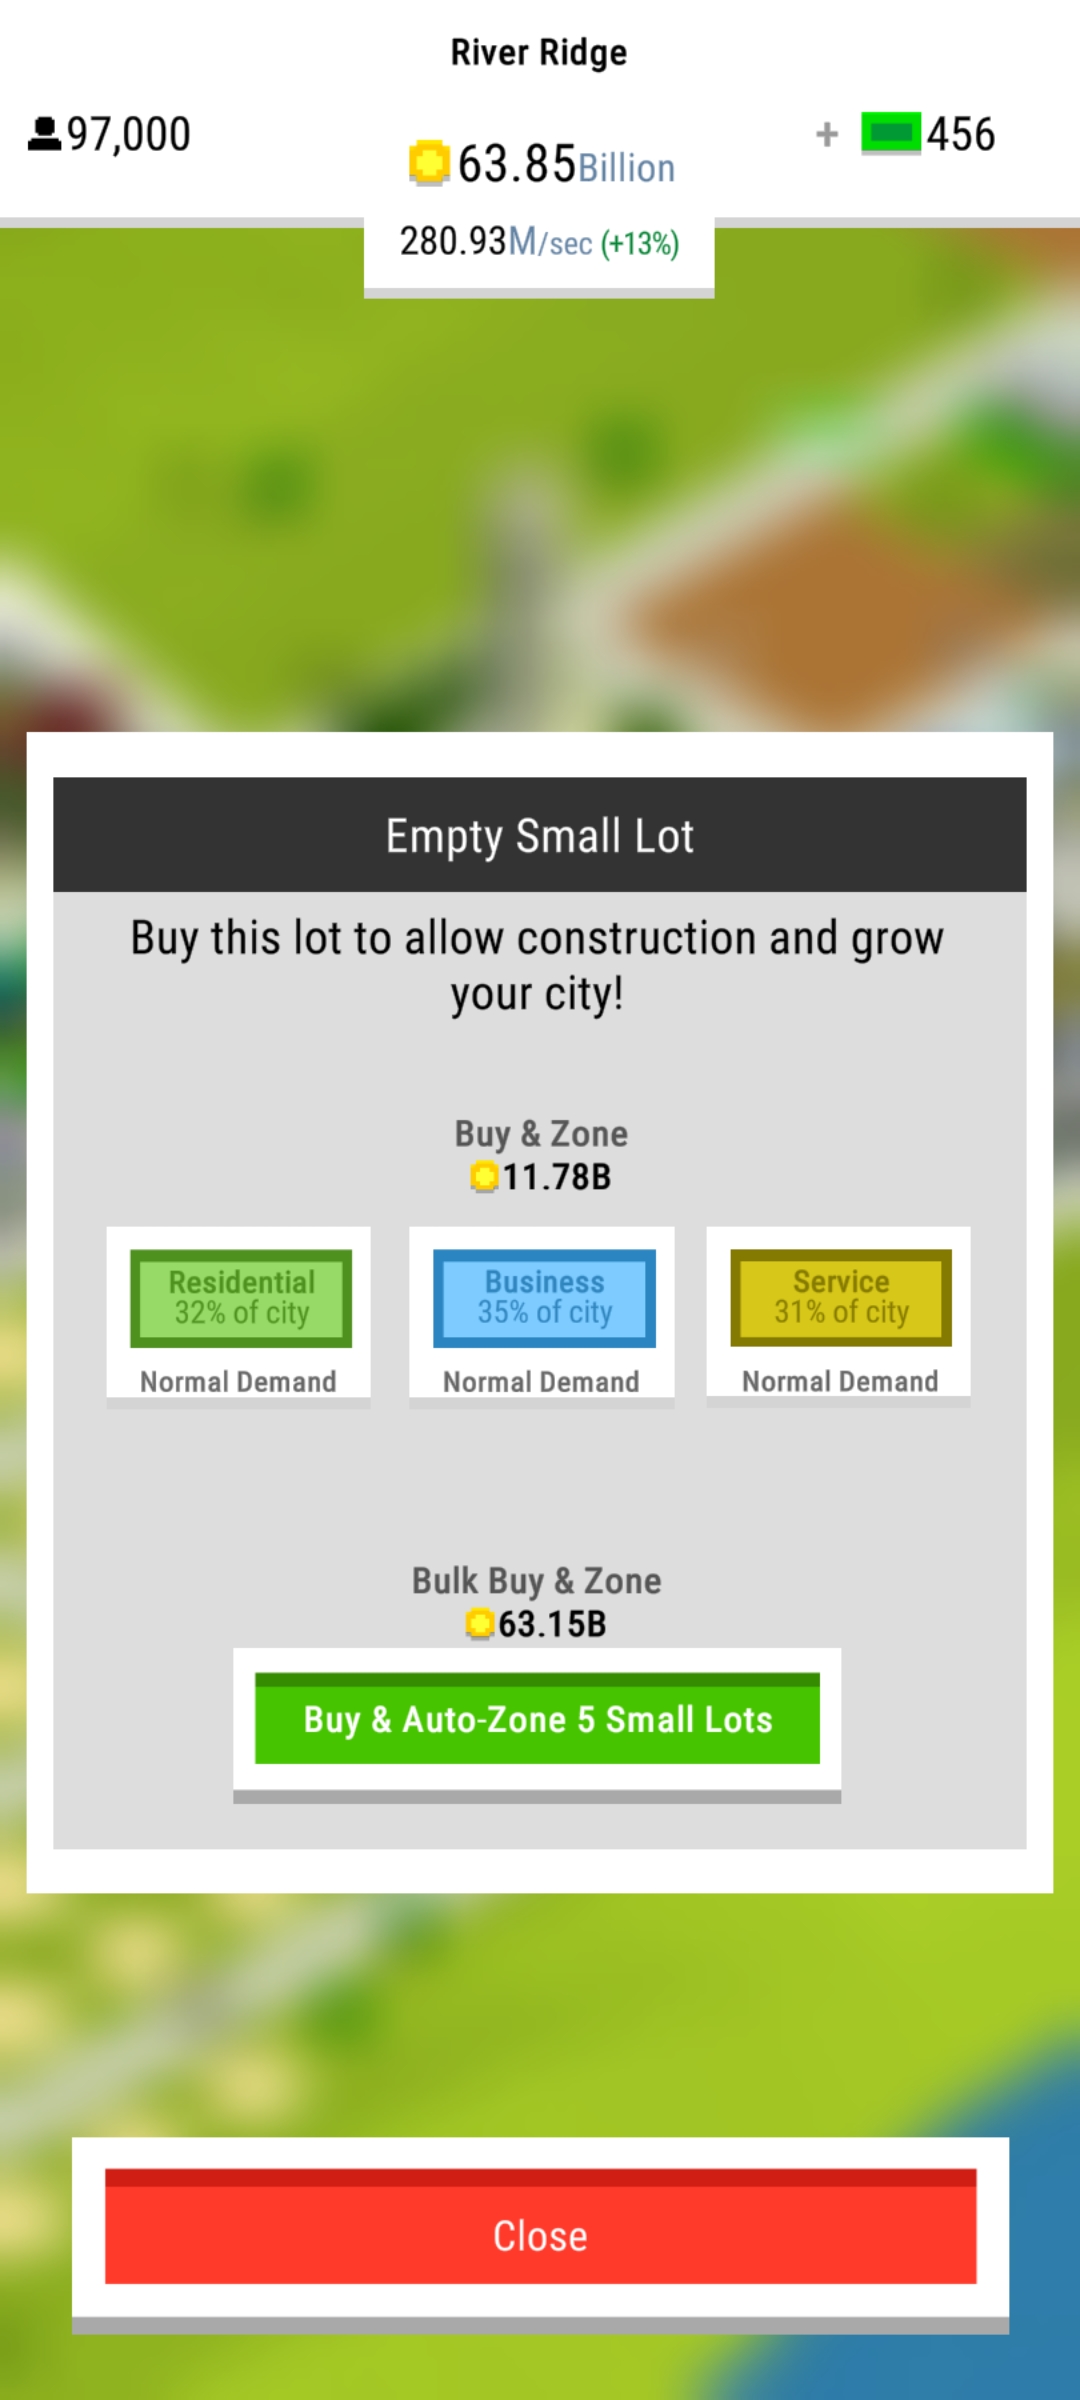 River Ridge
97,000
63.85Billion
+ 456
280.93M/sec (+13%)
Empty Small Lot
Buy this lot to allow construction and grow
your city!
Buy & Zone
11.78B
Residential
32% of city
Normal Demand
Business
35% of city
Normal Demand
Service
31% of city
Normal Demand
Bulk Buy & Zone
63.15B
Buy & Auto-Zone 5 Small Lots
Close